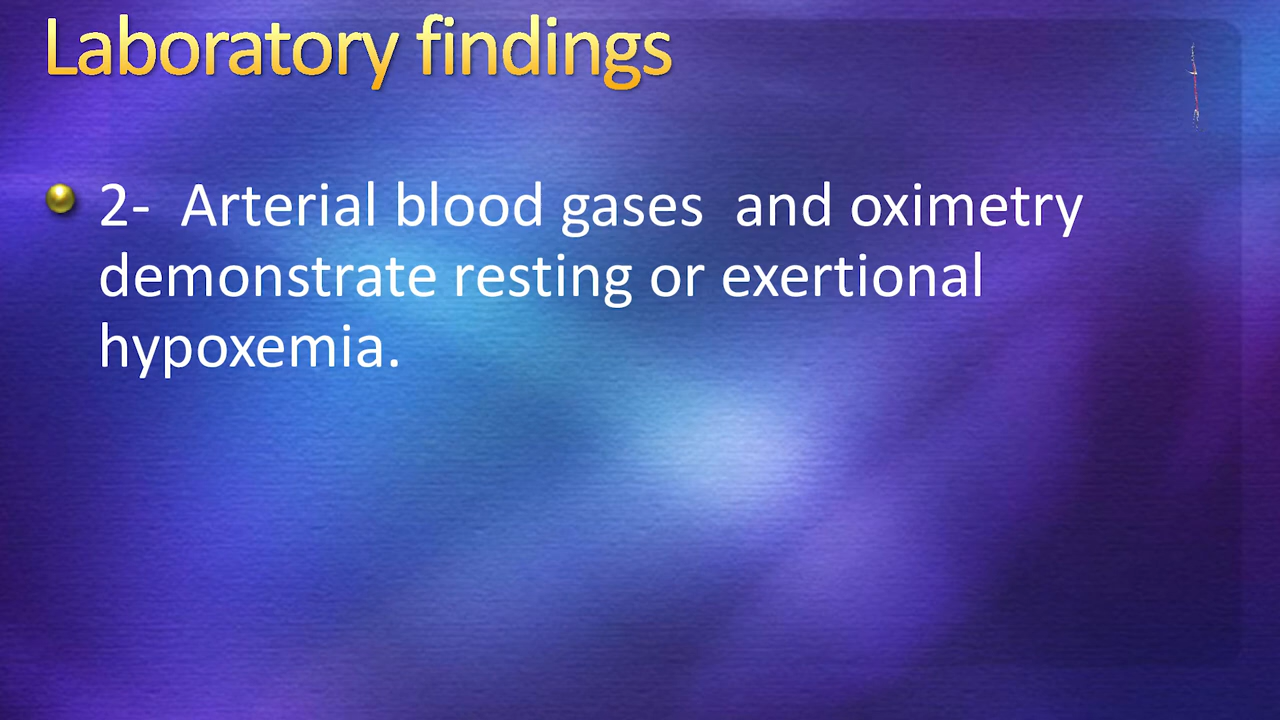 Laboratory findings
2-  Arterial blood gases  and oximetry
demonstrate resting or exertional
hypoxemia.